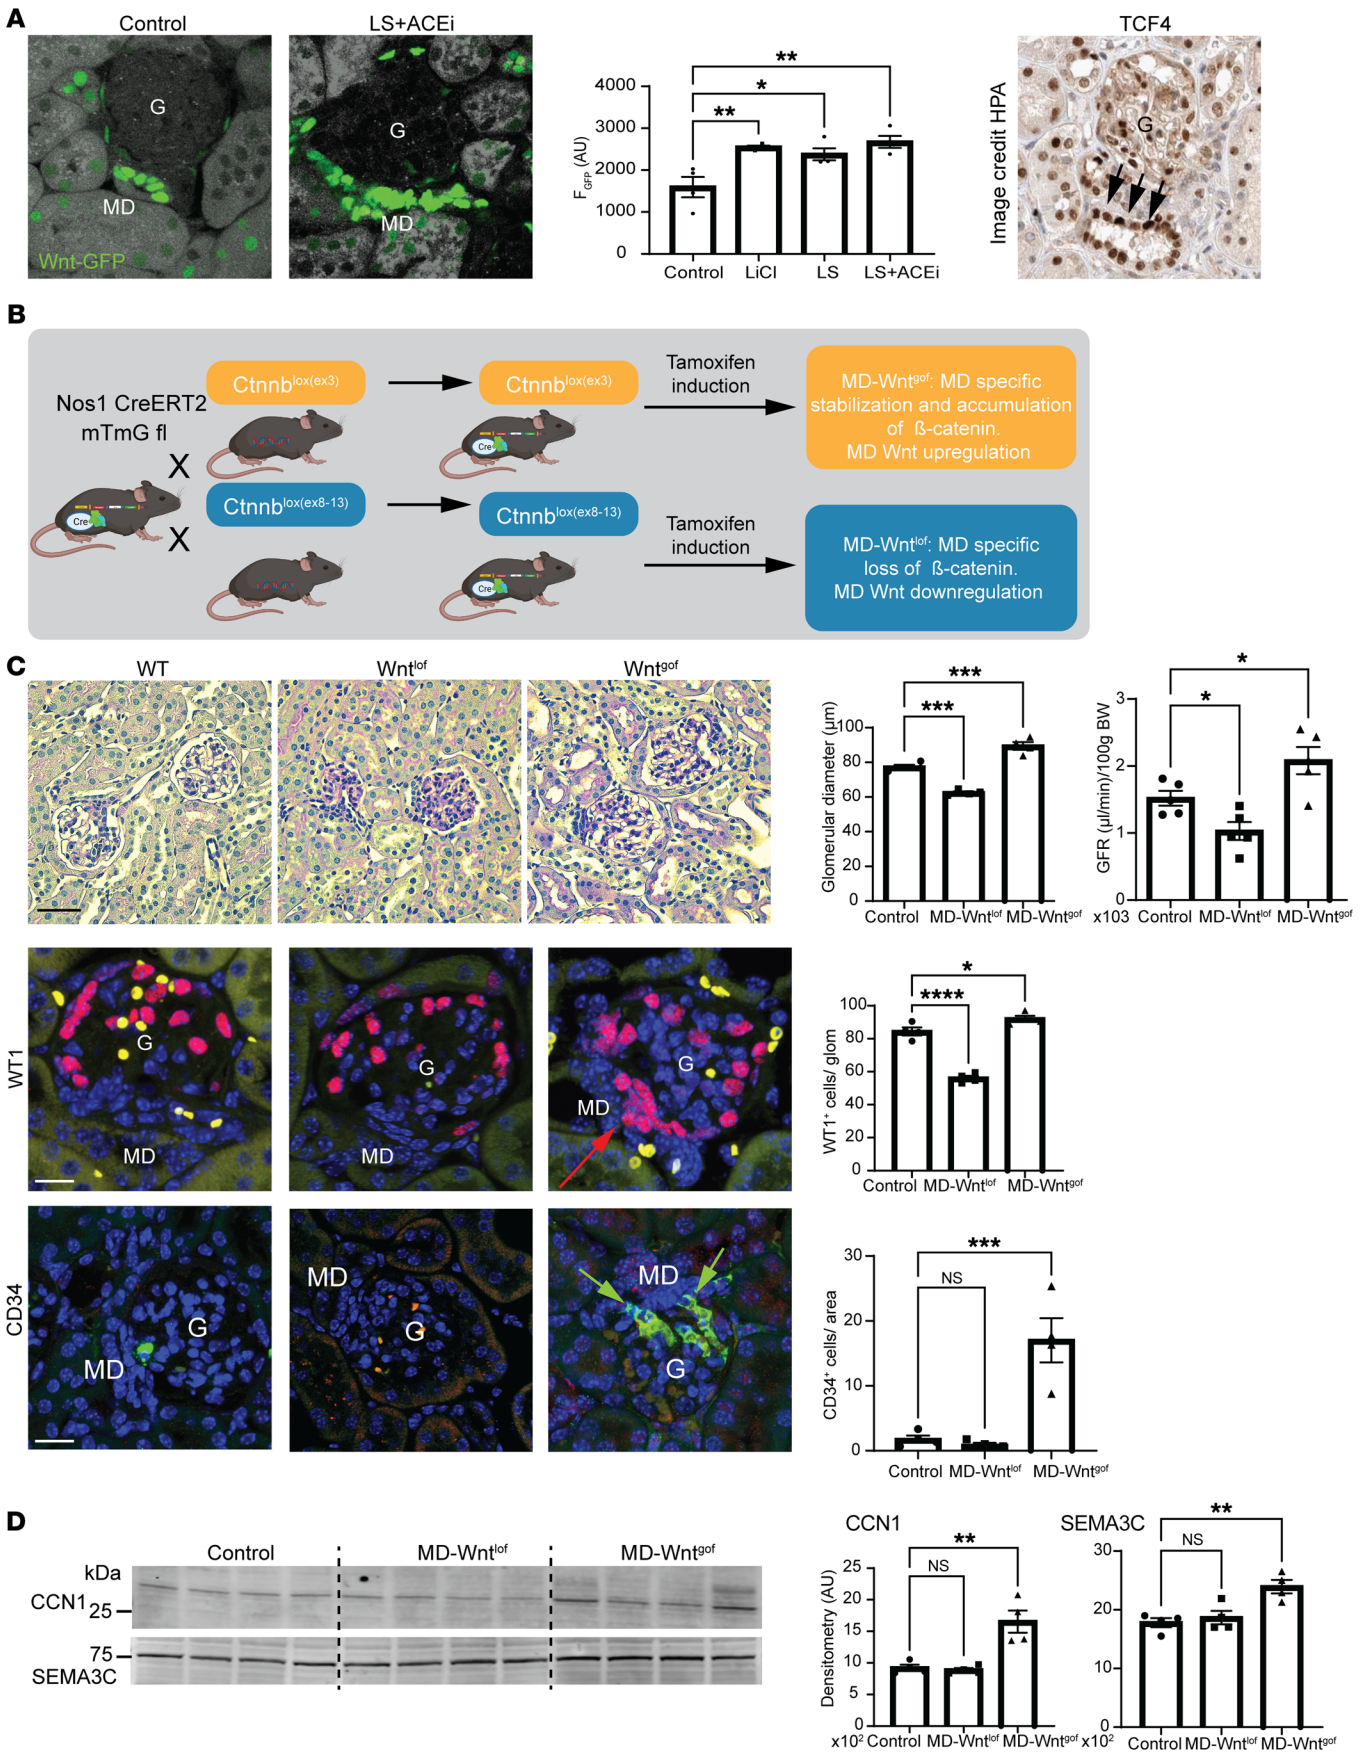 A
Control
LS+ACEi
G
MD
Wnt-GFP
G
MD
F_GFP (AU)
4000
3000
2000
1000
0
**
*
**
Control
LiCl
LS
LS+ACEi
TCF4
Image credit HPA
G
B
Nos1 CreERT2
mTmG fl
X
X
Cre
Ctnnb^lox(ex3)
Ctnnb^lox(ex3)
Cre
Tamoxifen
induction
MD-Wnt^gof: MD specific
stabilization and accumulation
of ß-catenin.
MD Wnt upregulation
Ctnnb^lox(ex8-13)
Ctnnb^lox(ex8-13)
Cre
Tamoxifen
induction
MD-Wnt^lof: MD specific
loss of ß-catenin.
MD Wnt downregulation
C
WT
Wnt^lof
Wnt^gof
Glomerular diameter (µm)
100
80
60
40
20
0
***
***
Control
MD-Wnt^lof
MD-Wnt^gof
GFR (µl/min)/100g BW
3
2
1
0
*
*
x103
Control
MD-Wnt^lof
MD-Wnt^gof
WT1
G
MD
G
MD
G
MD
WT1⁺ cells/ glom
100
80
60
40
20
0
*
****
Control
MD-Wnt^lof
MD-Wnt^gof
CD34
G
MD
MD
G
MD
G
CD34⁺ cells/ area
30
20
10
0
***
NS
Control
MD-Wnt^lof
MD-Wnt^gof
D
Control
MD-Wnt^lof
MD-Wnt^gof
kDa
CCN1
25
75
SEMA3C
CCN1
Densitometry (AU)
25
20
15
10
5
0
**
NS
x10²
Control
MD-Wnt^lof
MD-Wnt^gof
SEMA3C
30
20
10
0
**
NS
x10²
Control
MD-Wnt^lof
MD-Wnt^gof